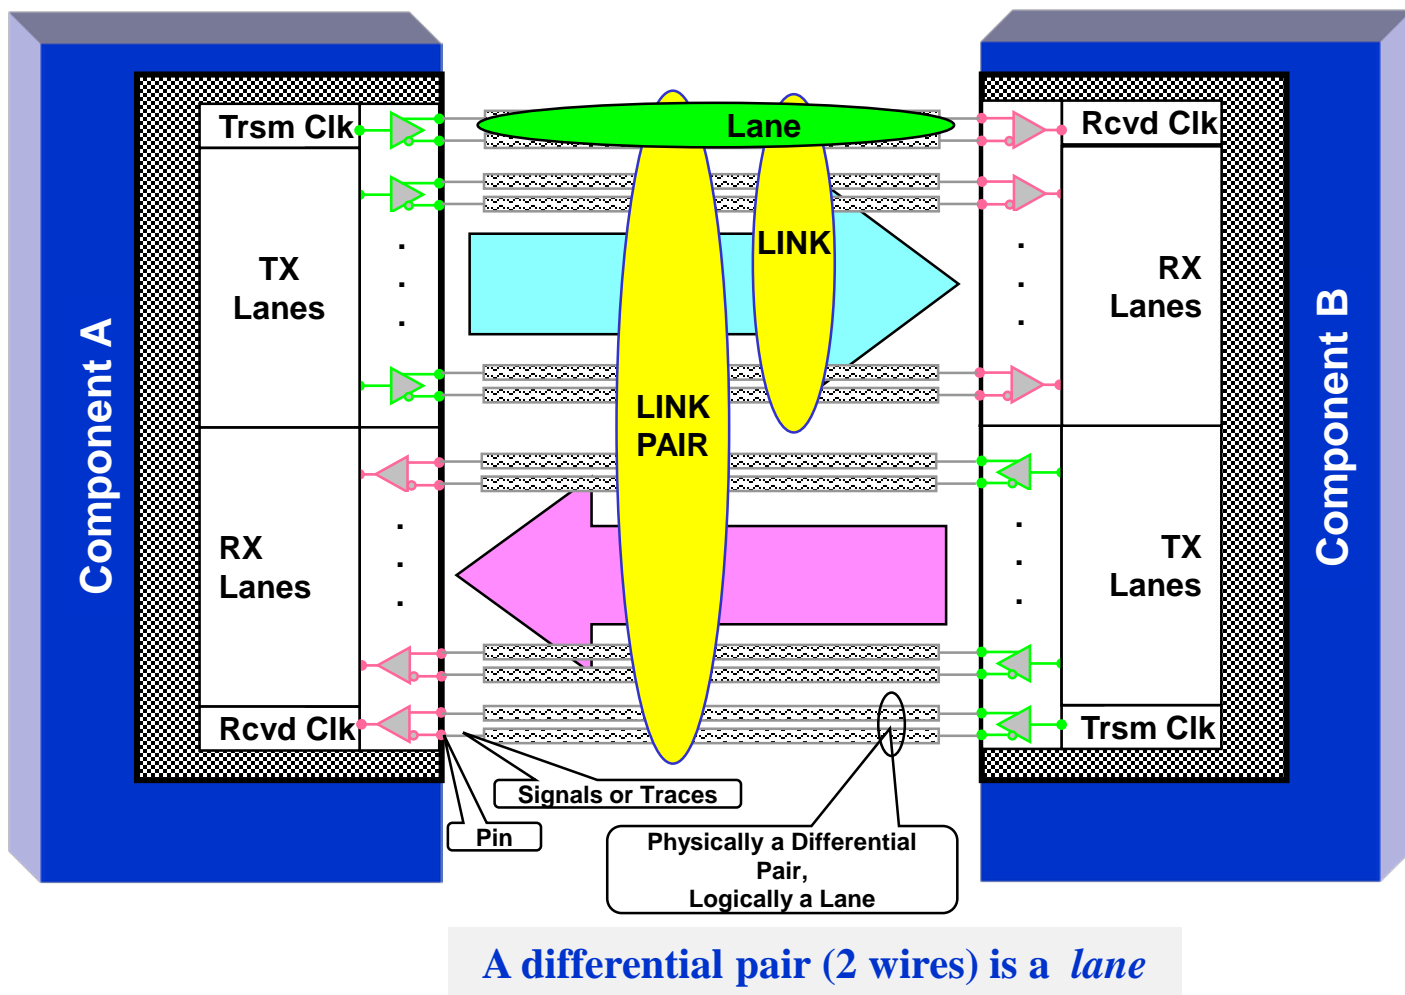 Trsm Clk
Lane
Rcvd Clk
TX
Lanes
LINK
RX
Lanes
Component A
LINK
PAIR
Component B
RX
Lanes
TX
Lanes
Rcvd Clk
Trsm Clk
Signals or Traces
Pin
Physically a Differential
Pair,
Logically a Lane
A differential pair (2 wires) is a lane